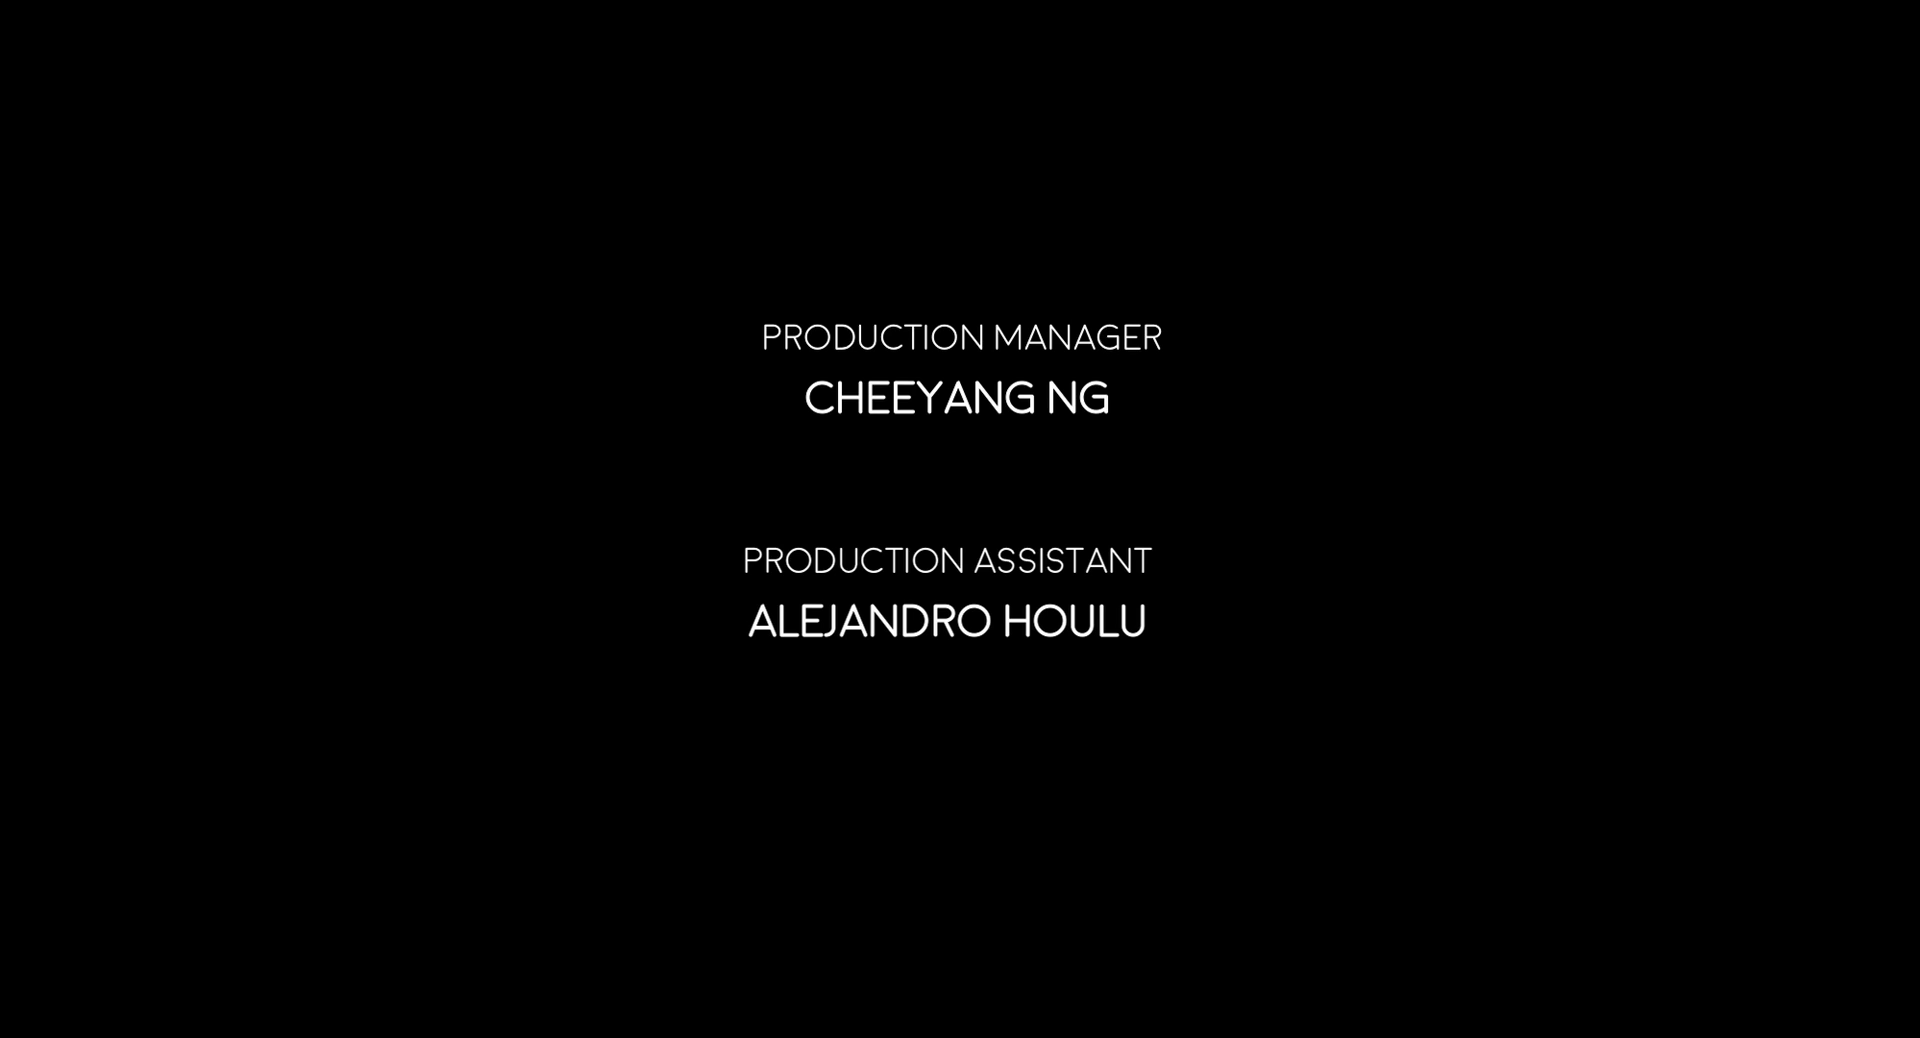 PRODUCTION MANAGER
CHEEYANG NG
PRODUCTION ASSISTANT
ALEJANDRO HOULU